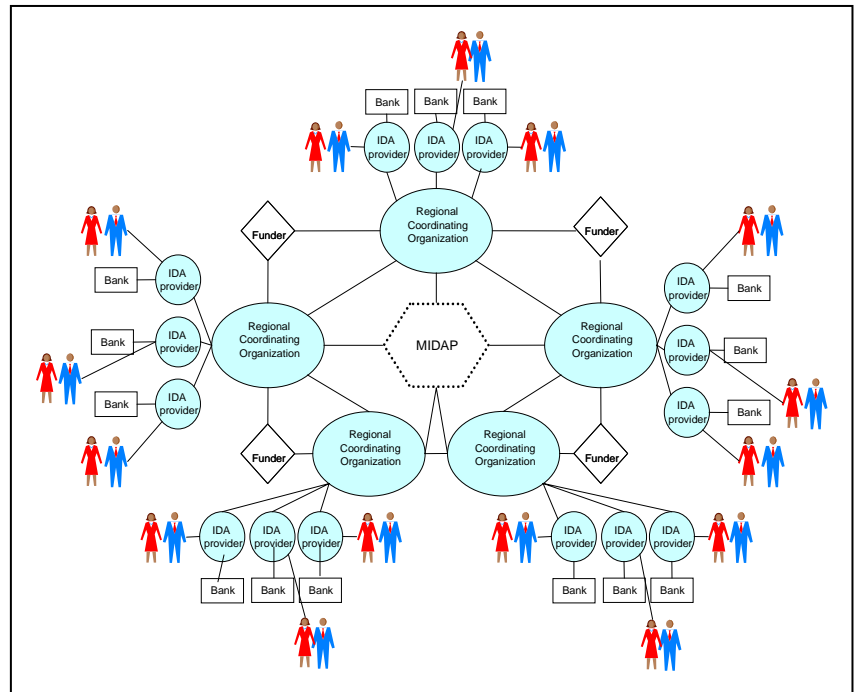 Bank
Bank
Bank
IDA
provider
IDA
provider
IDA
provider
Regional
Coordinating
Organization
Funder
Funder
IDA
provider
Bank
IDA
provider
Bank
IDA
provider
Bank
Regional
Coordinating
Organization
MIDAP
Regional
Coordinating
Organization
IDA
provider
Bank
IDA
provider
Bank
IDA
provider
Bank
Funder
Regional
Coordinating
Organization
Regional
Coordinating
Organization
Funder
IDA
provider
IDA
provider
IDA
provider
Bank
Bank
Bank
IDA
provider
IDA
provider
IDA
provider
Bank
Bank
Bank